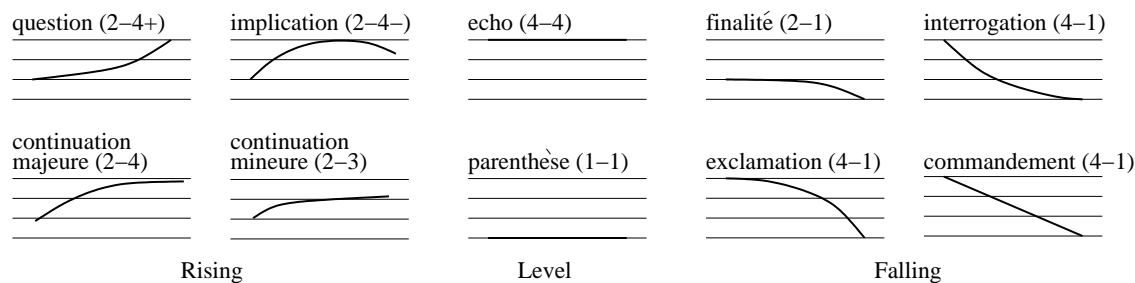 question (2–4+)
implication (2–4–)
echo (4–4)
finalité (2–1)
interrogation (4–1)
continuation
majeure (2–4)
continuation
mineure (2–3)
parenthèse (1–1)
exclamation (4–1)
commandement (4–1)
Rising
Level
Falling